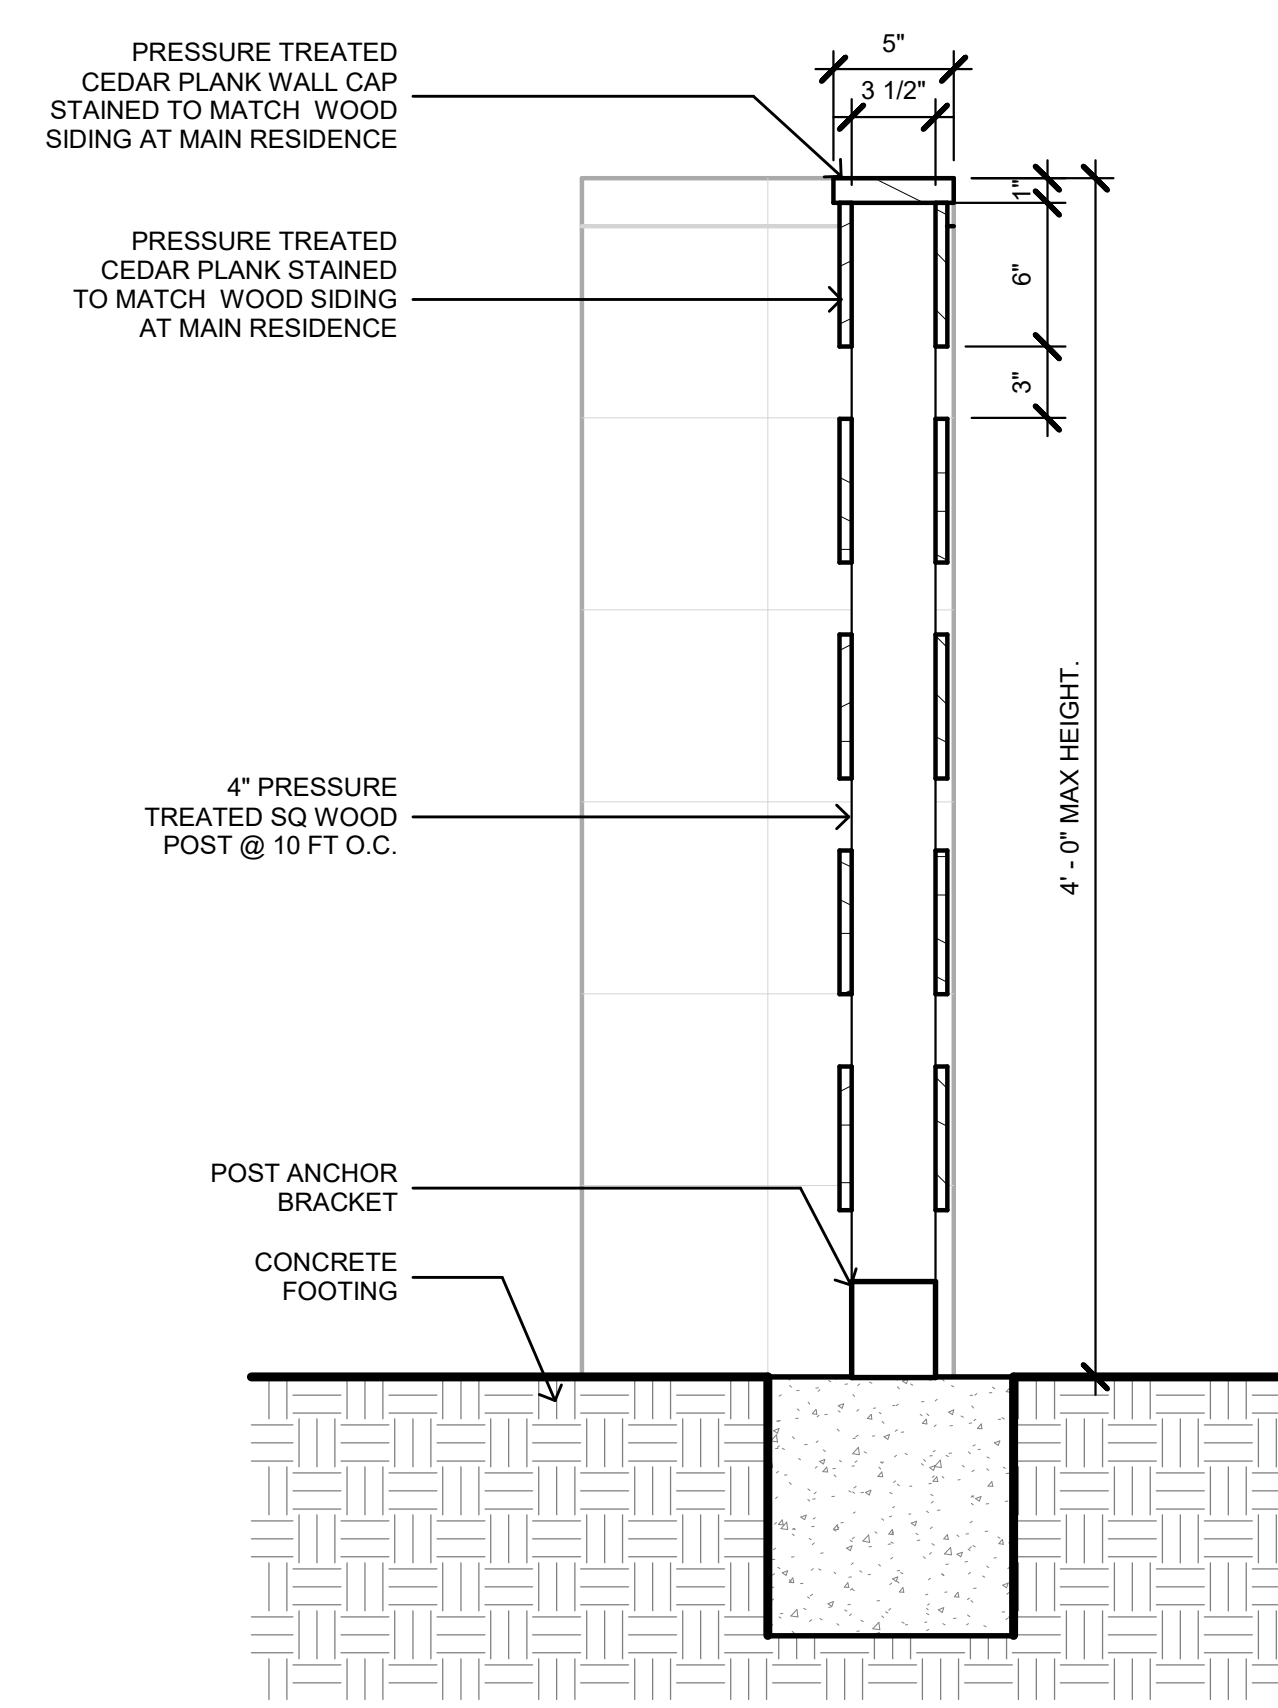 PRESSURE TREATED
CEDAR PLANK WALL CAP
STAINED TO MATCH WOOD
SIDING AT MAIN RESIDENCE
5"
3 1/2"
1"
6"
3"
PRESSURE TREATED
CEDAR PLANK STAINED
TO MATCH WOOD SIDING
AT MAIN RESIDENCE
4' - 0" MAX HEIGHT.
4" PRESSURE
TREATED SQ WOOD
POST @ 10 FT O.C.
POST ANCHOR
BRACKET
CONCRETE
FOOTING